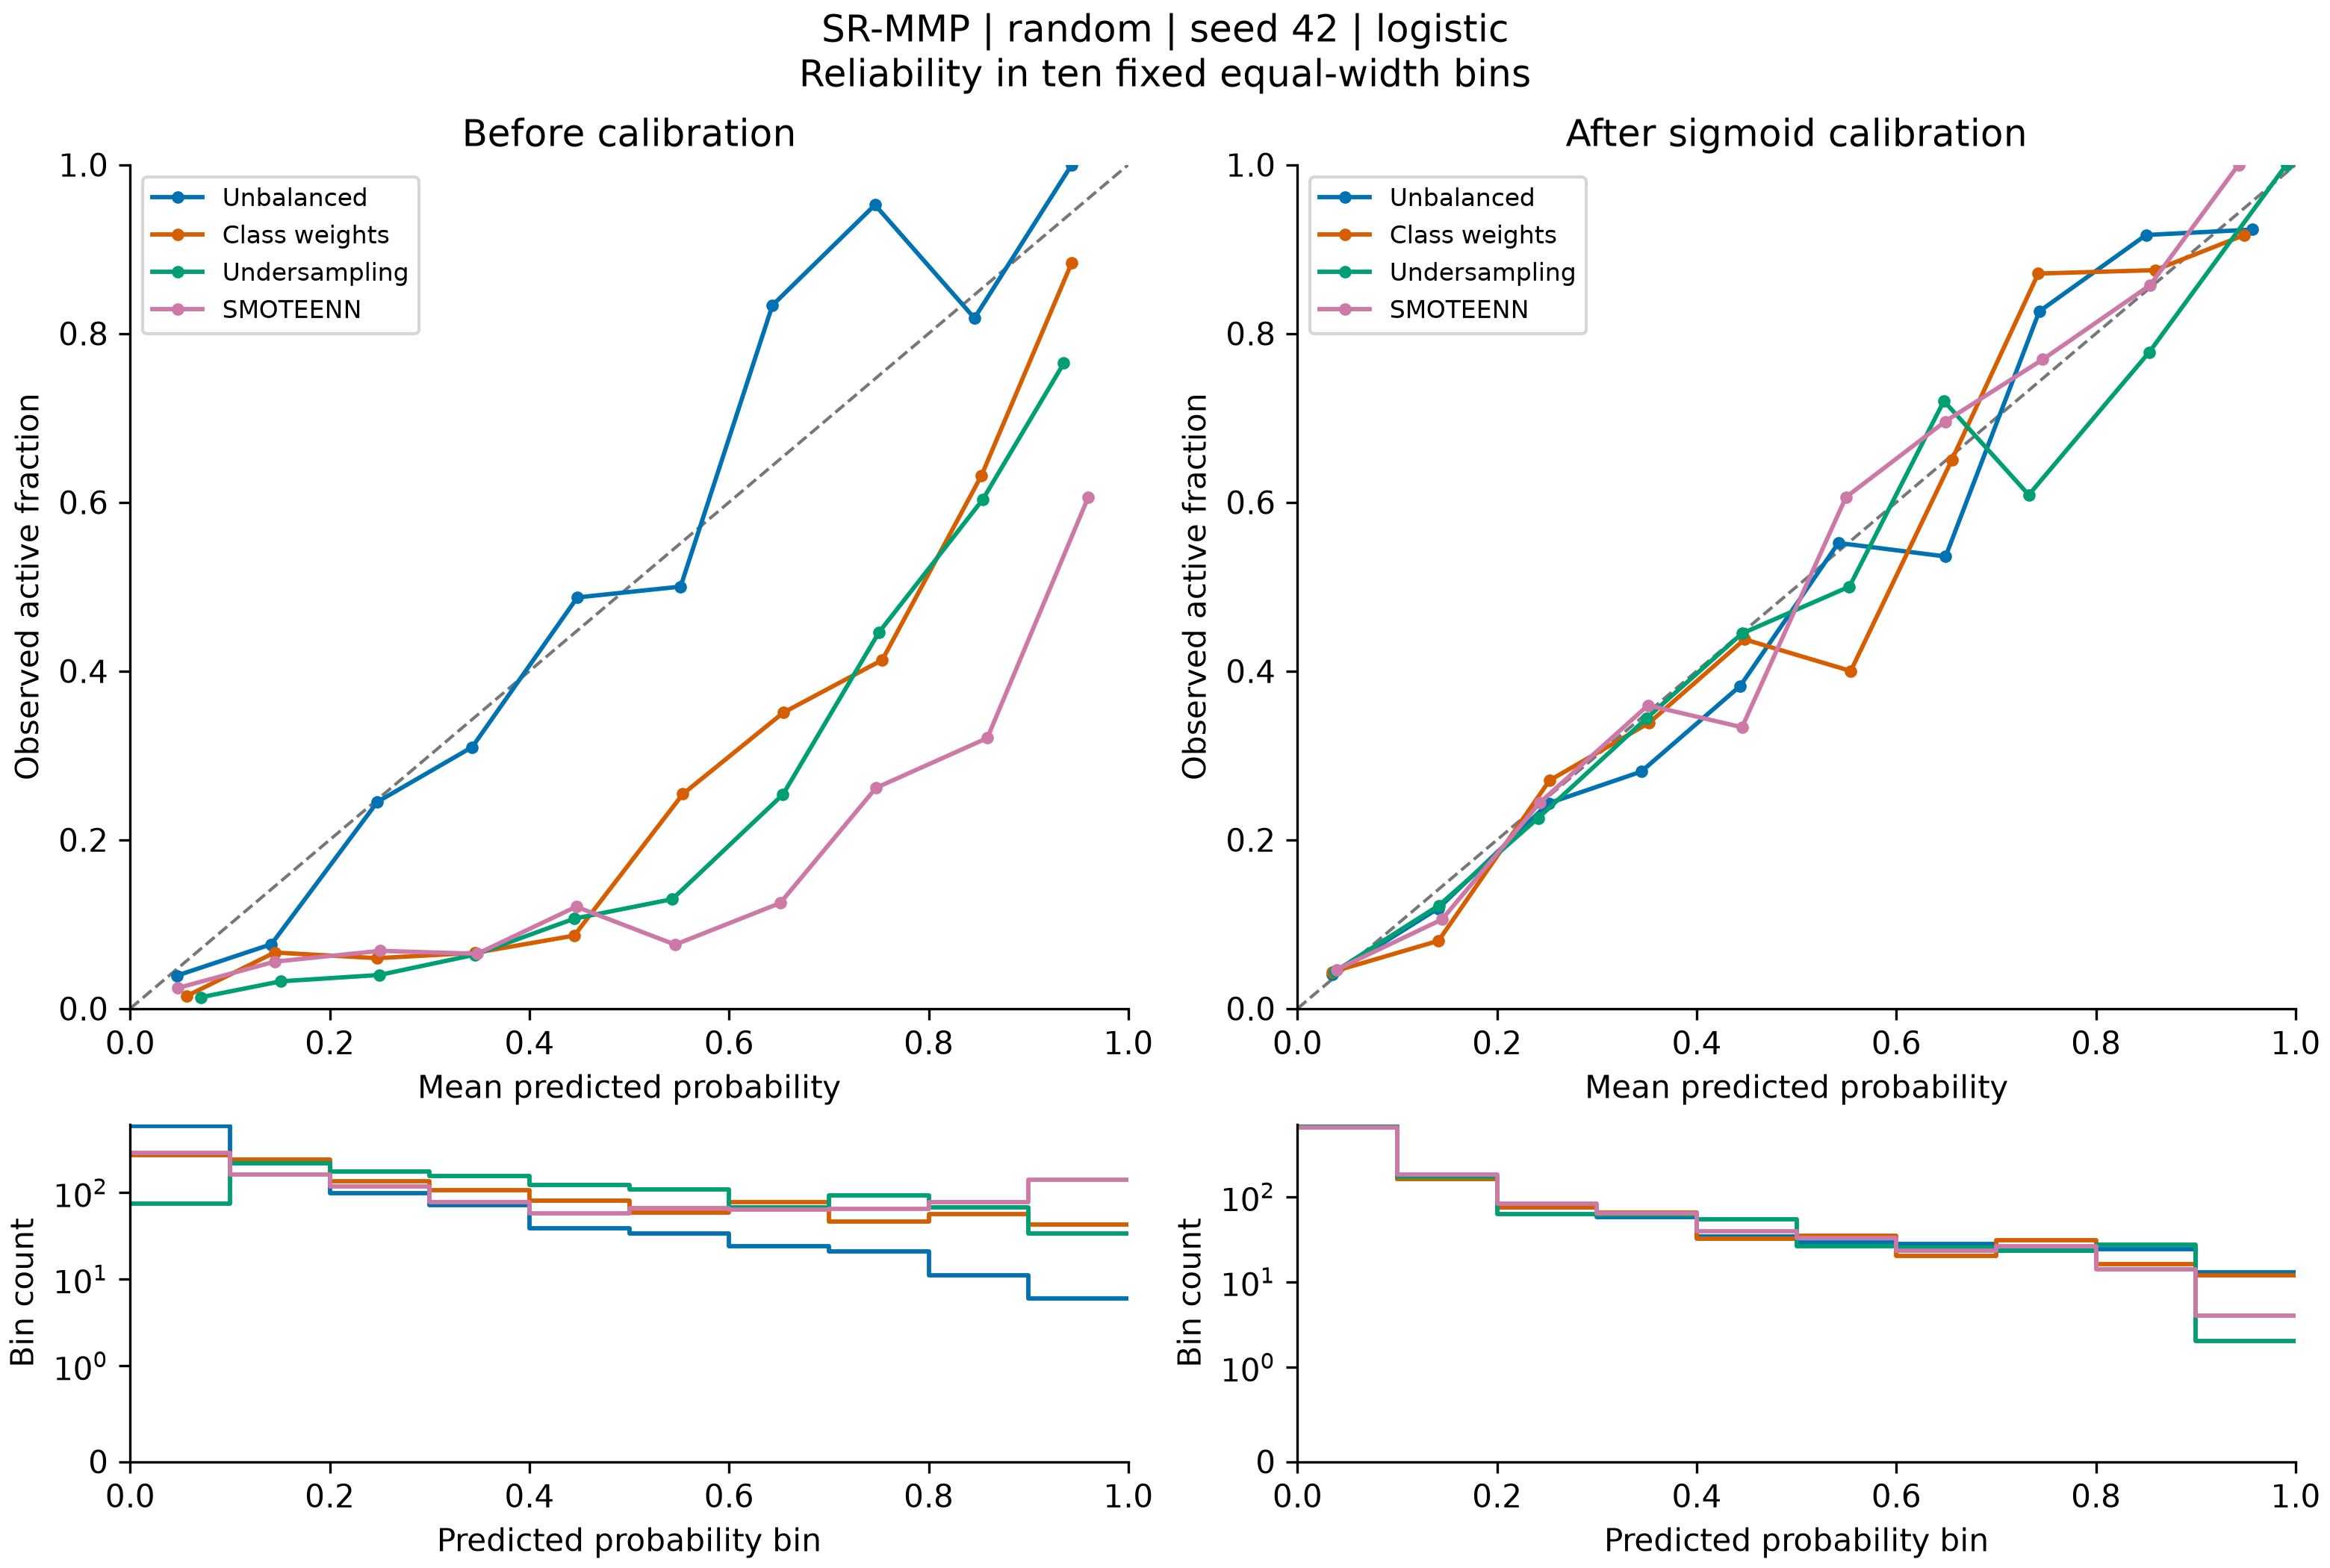 SR-MMP | random | seed 42 | logistic
Reliability in ten fixed equal-width bins
Before calibration
1.0
0.8
0.6
0.4
0.2
0.0
Observed active fraction
Unbalanced
Class weights
Undersampling
SMOTEENN
0.0 0.2 0.4 0.6 0.8 1.0
Mean predicted probability
After sigmoid calibration
1.0
0.8
0.6
0.4
0.2
0.0
Observed active fraction
Unbalanced
Class weights
Undersampling
SMOTEENN
0.0 0.2 0.4 0.6 0.8 1.0
Mean predicted probability
10²
10¹
10⁰
0
Bin count
0.0 0.2 0.4 0.6 0.8 1.0
Predicted probability bin
10²
10¹
10⁰
0
Bin count
0.0 0.2 0.4 0.6 0.8 1.0
Predicted probability bin